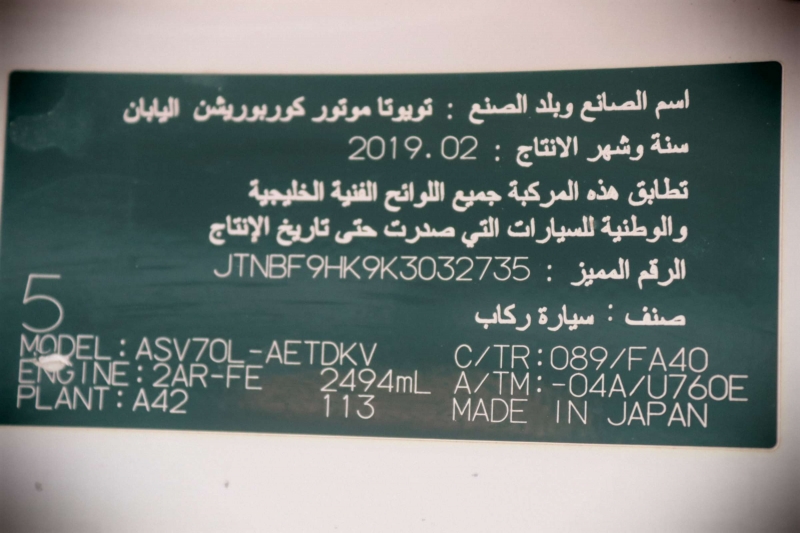 اسم الصانع وبلد الصنع : تويوتا موتور كوربوريشن اليابان
سنة وشهر الانتاج : 2019.02
تطابق هذه المركبة جميع اللوائح الفنية الخليجية
والوطنية للسيارات التي صدرت حتى تاريخ الإنتاج
الرقم المميز : JTNBF9HK9K3032735
صنف : سيارة ركاب
5
MODEL: ASV70L-AETDKV C/TR: 089/FA40
ENGINE: 2AR-FE 2494mL A/TM: -04A/U760E
PLANT: A42 113 MADE IN JAPAN